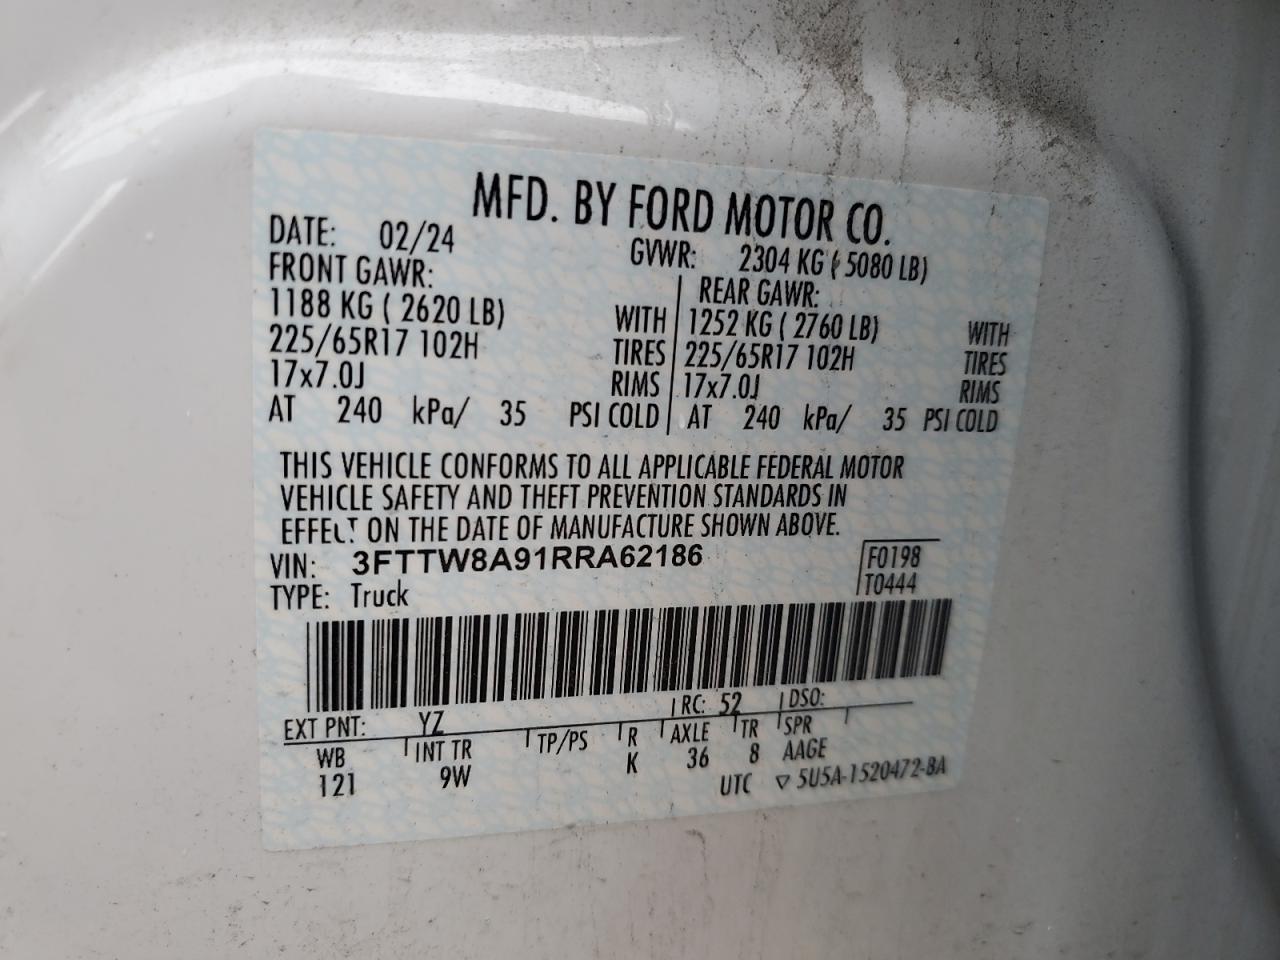 MFD. BY FORD MOTOR CO.
DATE: 02/24 GVWR: 2304 KG ( 5080 LB)
FRONT GAWR: REAR GAWR:
1188 KG ( 2620 LB) WITH 1252 KG ( 2760 LB) WITH
225/65R17 102H TIRES 225/65R17 102H TIRES
17x7.0J RIMS 17x7.0J RIMS
AT 240 kPa/ 35 PSI COLD AT 240 kPa/ 35 PSI COLD
THIS VEHICLE CONFORMS TO ALL APPLICABLE FEDERAL MOTOR
VEHICLE SAFETY AND THEFT PREVENTION STANDARDS IN
EFFECT ON THE DATE OF MANUFACTURE SHOWN ABOVE.
VIN: 3FTTW8A91RRA62186 F0198
TYPE: Truck T0444
EXT PNT: YZ RC: 52 DSO:
WB INT TR TP/PS R AXLE TR SPR
121 9W K 36 8 AAGE
UTC ▽ 5U5A-1520472-BA